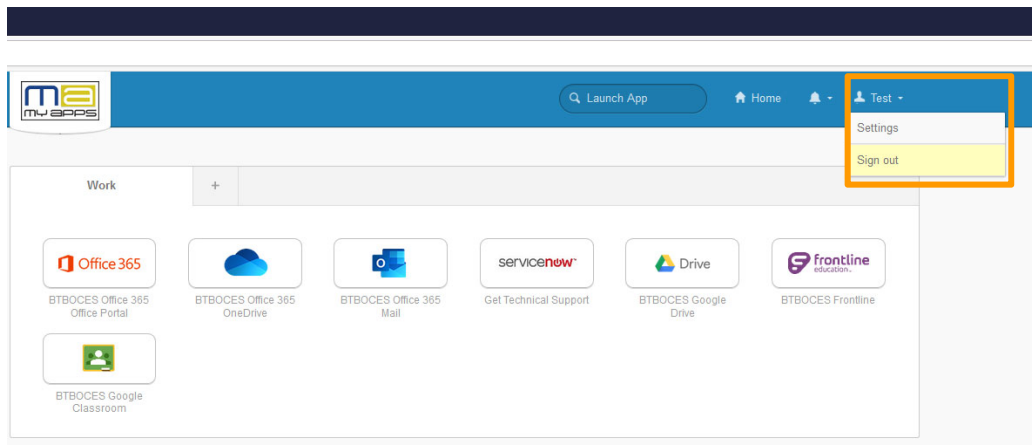 ma
my apps
Launch App
Home
Test
Settings
Sign out
Work
+
Office 365
servicenow
Drive
frontline
education
BTBOCES Office 365
Office Portal
BTBOCES Office 365
OneDrive
BTBOCES Office 365
Mail
Get Technical Support
BTBOCES Google
Drive
BTBOCES Frontline
BTBOCES Google
Classroom